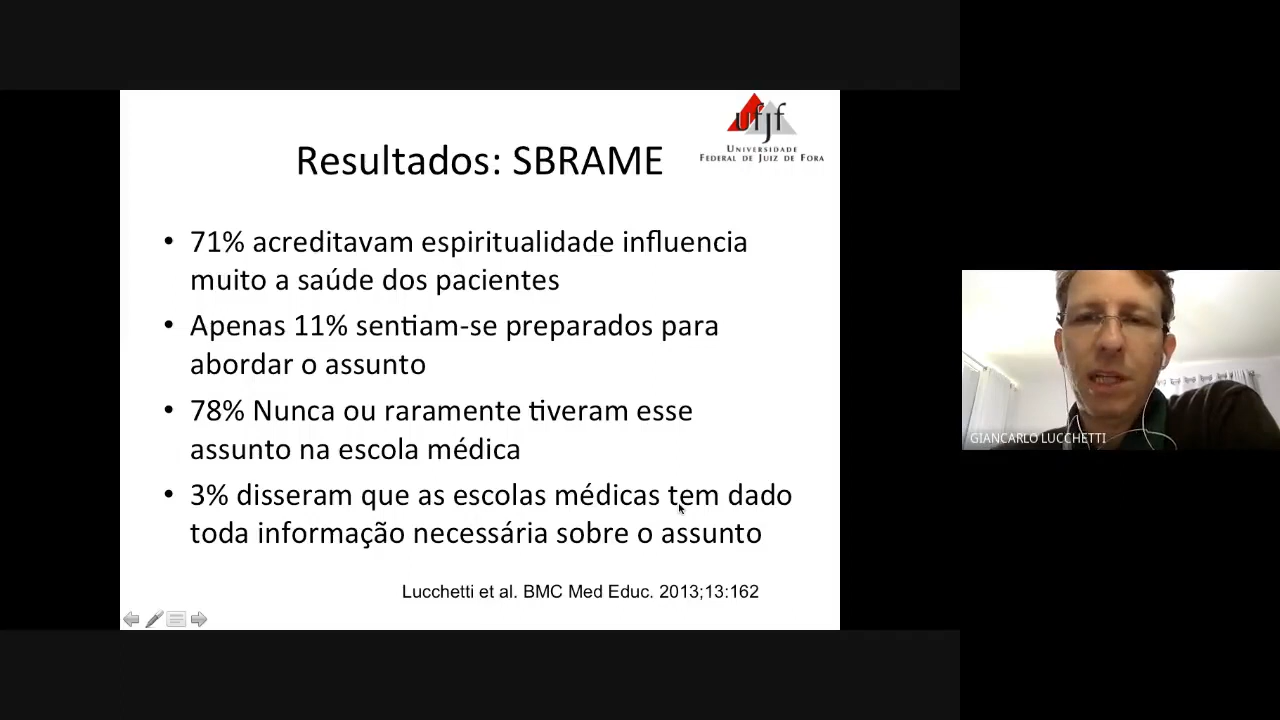 ufjf
UNIVERSIDADE
FEDERAL DE JUIZ DE FORA
Resultados: SBRAME
• 71% acreditavam espiritualidade influencia
muito a saúde dos pacientes
• Apenas 11% sentiam-se preparados para
abordar o assunto
• 78% Nunca ou raramente tiveram esse
assunto na escola médica
• 3% disseram que as escolas médicas tem dado
toda informação necessária sobre o assunto
Lucchetti et al. BMC Med Educ. 2013;13:162
GIANCARLO LUCCHETTI